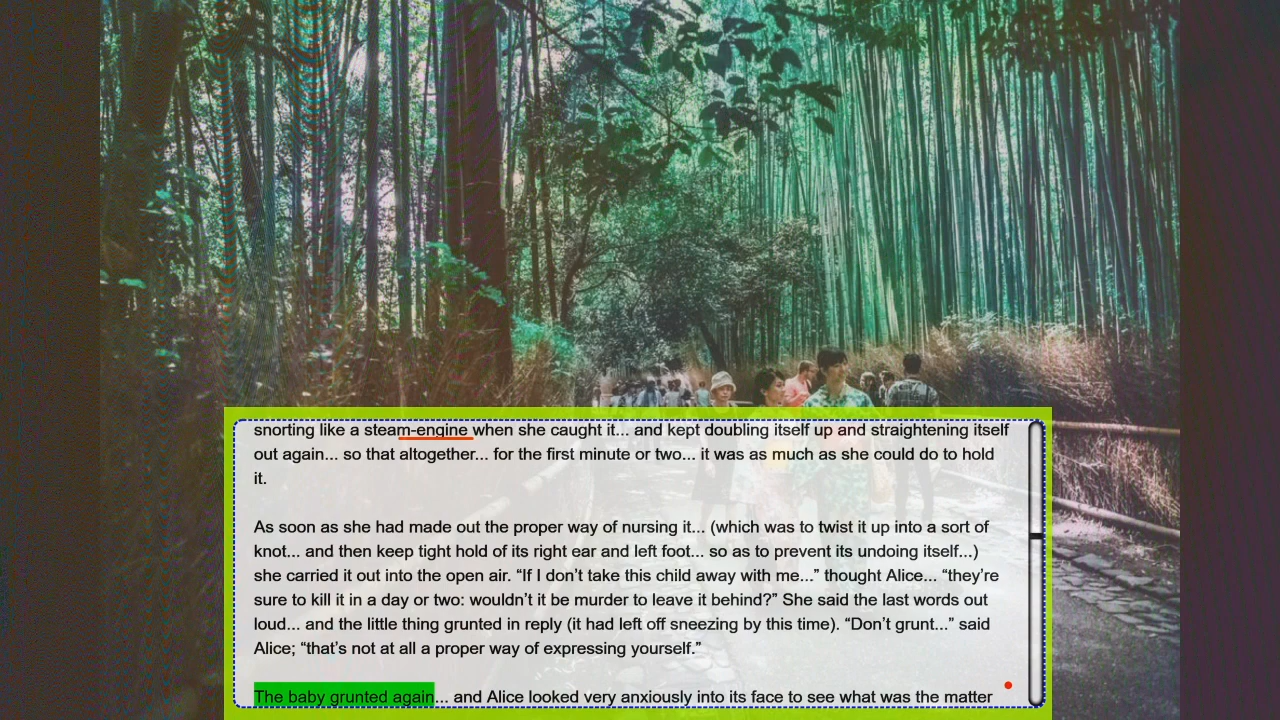 snorting like a steam-engine when she caught it... and kept doubling itself up and straightening itself
out again... so that altogether... for the first minute or two... it was as much as she could do to hold
it.
As soon as she had made out the proper way of nursing it... (which was to twist it up into a sort of
knot... and then keep tight hold of its right ear and left foot... so as to prevent its undoing itself...)
she carried it out into the open air. “If I don’t take this child away with me...” thought Alice... “they’re
sure to kill it in a day or two: wouldn’t it be murder to leave it behind?” She said the last words out
loud... and the little thing grunted in reply (it had left off sneezing by this time). “Don’t grunt...” said
Alice; “that’s not at all a proper way of expressing yourself.”
The baby grunted again... and Alice looked very anxiously into its face to see what was the matter